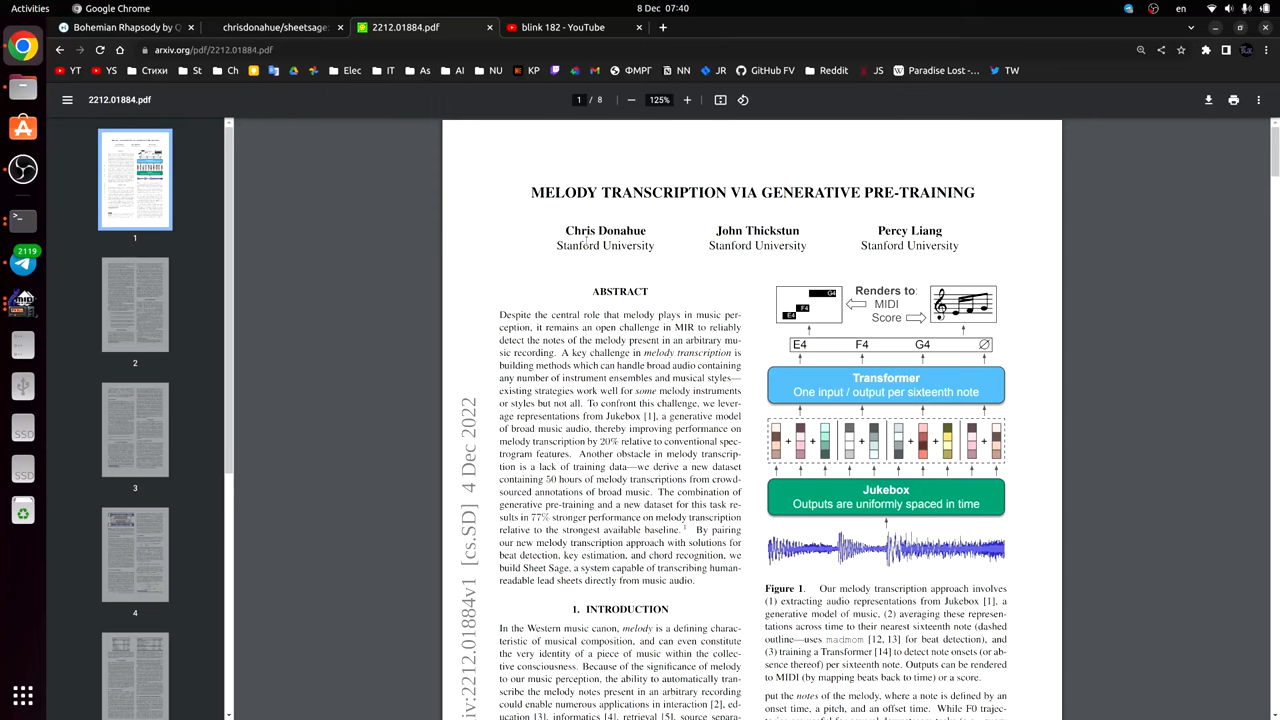 Activities
Google Chrome
8 Dec 07:40
en
Bohemian Rhapsody by Q
chrisdonahue/sheetsage:
2212.01884.pdf
blink 182 - YouTube
arxiv.org/pdf/2212.01884.pdf
YT
YS
Стихи
St
Ch
Elec
IT
As
AI
NU
KP
ФМРГ
NN
Club FV
Reddit
JS
Paradise Lost -...
TW
2212.01884.pdf
1 / 8
125%
2119
1
2
3
4
MELODY TRANSCRIPTION VIA GENERATIVE PRE-TRAINING
Chris Donahue
Stanford University
John Thickstun
Stanford University
Percy Liang
Stanford University
ABSTRACT
Despite the central role that melody plays in music per-
ception, it remains an open challenge in MIR to reliably
detect the notes of the melody present in an arbitrary mu-
sic recording. A key challenge in melody transcription is
building methods which can handle broad audio containing
any number of instrument ensembles and musical styles—
existing strategies work well for some melody instruments
or styles but not all. To confront this challenge, we lever-
age representations from Jukebox [1], a generative model
of broad music audio, thereby improving performance on
melody transcription by 20% relative to conventional spec-
trogram features. Another obstacle in melody transcrip-
tion is a lack of training data—we derive a new dataset
containing 50 hours of melody transcriptions from crowd-
sourced annotations of broad music. The combination of
generative pre-training and a new dataset for this task re-
sults in 77% stronger performance on melody transcription
relative to the strongest available baseline. 1 By pairing
our new melody transcription approach with solutions for
beat detection, key estimation, and chord recognition, we
build Sheet Sage, a system capable of transcribing human-
readable lead sheets directly from music audio.
1. INTRODUCTION
In the Western music canon, melody is a defining charac-
teristic of musical composition, and can even constitute
the very identity of a piece of music within the collec-
tive consciousness. Because of the significance of melody
to our music perception, the ability to automatically tran-
scribe the melody notes present in an arbitrary recording
could enable numerous applications in interaction [2], ed-
ucation [3], informatics [4], retrieval [5], source separa-
Renders to:
MIDI
Score
F4
E4
E4
F4
G4
∅
Transformer
One input / output per sixteenth note
Jukebox
Outputs are uniformly spaced in time
Figure 1. Our melody transcription approach involves
(1) extracting audio representations from Jukebox [1], a
generative model of music, (2) averaging these represen-
tations across time to their nearest sixteenth note (dashed
outline—uses madmom [12, 13] for beat detection), and
(3) training a Transformer [14] to detect note onsets (or ab-
sence thereof) per sixteenth note. Outputs can be rendered
to MIDI (by mapping beats back to time) or a score.
put the notes of the melody, where a note is defined by an
onset time, a pitch, and an offset time. While F0 trajec-
iv:2212.01884v1 [cs.SD] 4 Dec 2022
SSD
SSD